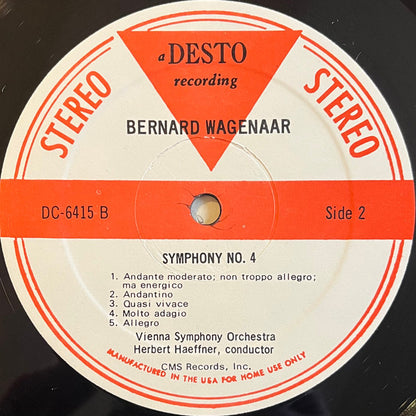 a DESTO
recording
STEREO
STEREO
BERNARD WAGENAAR
DC-6415 B
Side 2
SYMPHONY NO. 4
1. Andante moderato; non troppo allegro;
ma energico
2. Andantino
3. Quasi vivace
4. Molto adagio
5. Allegro
Vienna Symphony Orchestra
Herbert Haeffner, conductor
CMS Records, Inc.
MANUFACTURED IN THE USA FOR HOME USE ONLY